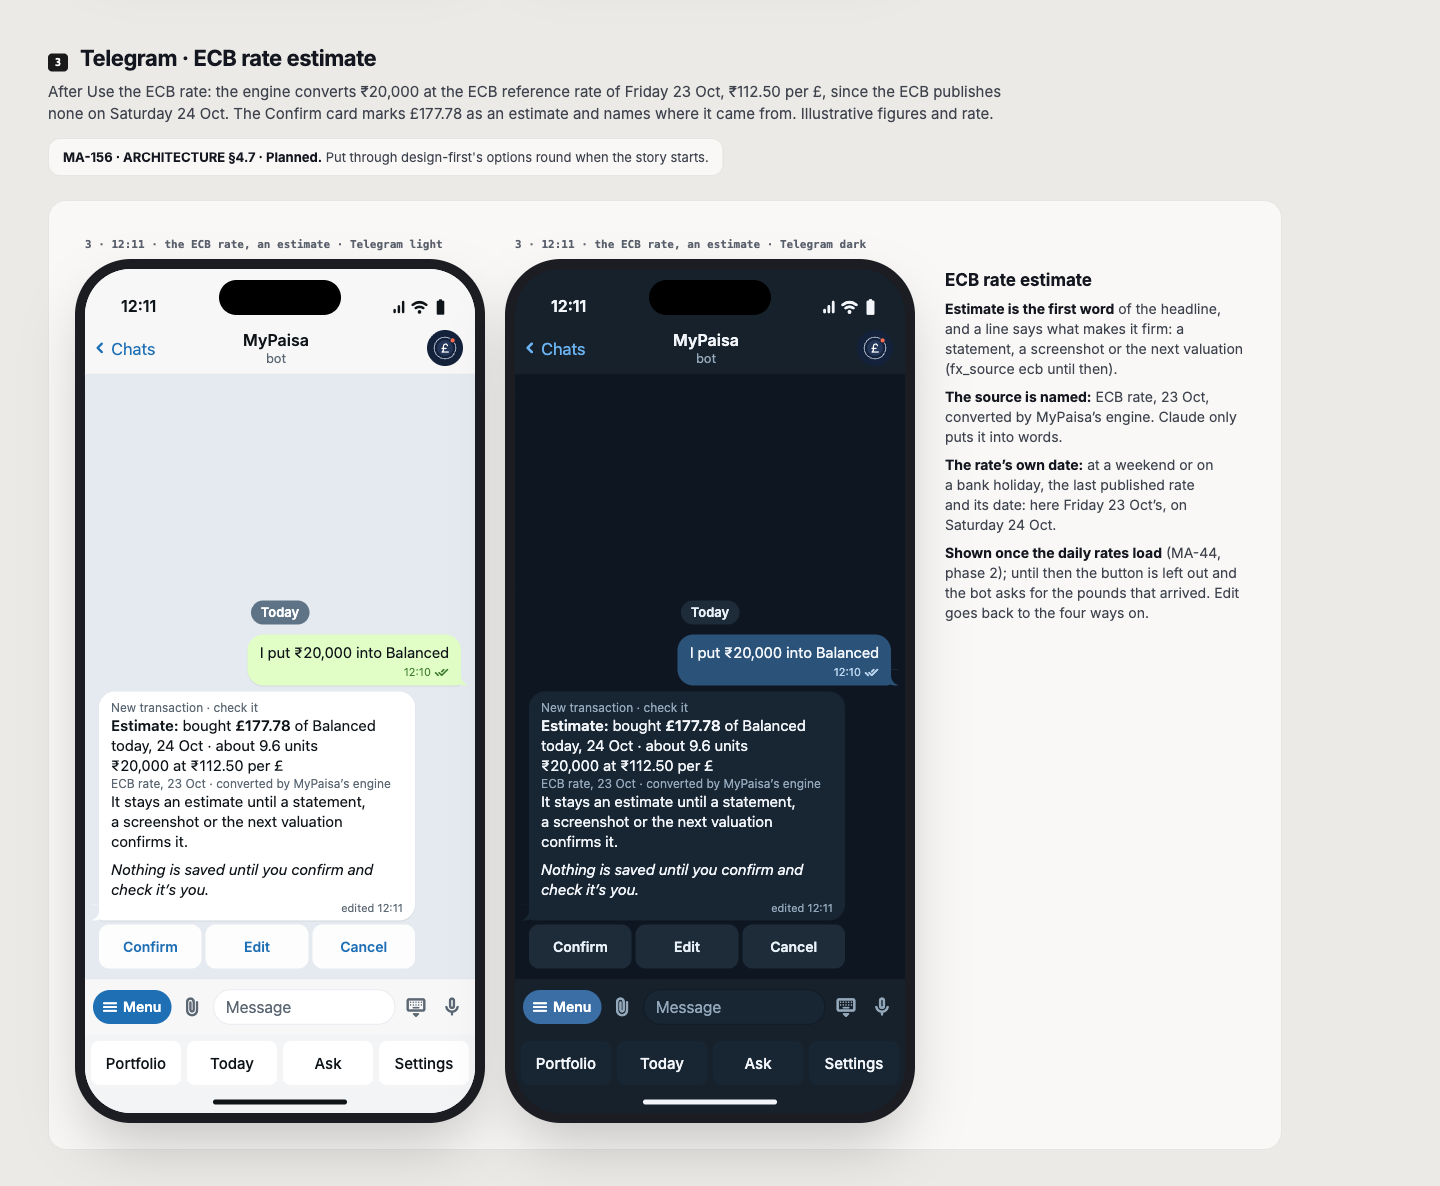 3 Telegram · ECB rate estimate
After Use the ECB rate: the engine converts ₹20,000 at the ECB reference rate of Friday 23 Oct, ₹112.50 per £, since the ECB publishes
none on Saturday 24 Oct. The Confirm card marks £177.78 as an estimate and names where it came from. Illustrative figures and rate.
MA-156 · ARCHITECTURE §4.7 · Planned. Put through design-first's options round when the story starts.
3 · 12:11 · the ECB rate, an estimate · Telegram light
12:11
Chats
MyPaisa
bot
£
Today
I put ₹20,000 into Balanced
12:10
New transaction · check it
Estimate: bought £177.78 of Balanced
today, 24 Oct · about 9.6 units
₹20,000 at ₹112.50 per £
ECB rate, 23 Oct · converted by MyPaisa’s engine
It stays an estimate until a statement,
a screenshot or the next valuation
confirms it.
Nothing is saved until you confirm and
check it’s you.
edited 12:11
Confirm Edit Cancel
Menu Message
Portfolio Today Ask Settings
3 · 12:11 · the ECB rate, an estimate · Telegram dark
12:11
Chats
MyPaisa
bot
£
Today
I put ₹20,000 into Balanced
12:10
New transaction · check it
Estimate: bought £177.78 of Balanced
today, 24 Oct · about 9.6 units
₹20,000 at ₹112.50 per £
ECB rate, 23 Oct · converted by MyPaisa’s engine
It stays an estimate until a statement,
a screenshot or the next valuation
confirms it.
Nothing is saved until you confirm and
check it’s you.
edited 12:11
Confirm Edit Cancel
Menu Message
Portfolio Today Ask Settings
ECB rate estimate
Estimate is the first word of the headline,
and a line says what makes it firm: a
statement, a screenshot or the next valuation
(fx_source ecb until then).
The source is named: ECB rate, 23 Oct,
converted by MyPaisa’s engine. Claude only
puts it into words.
The rate’s own date: at a weekend or on
a bank holiday, the last published rate
and its date: here Friday 23 Oct’s, on
Saturday 24 Oct.
Shown once the daily rates load (MA-44,
phase 2); until then the button is left out and
the bot asks for the pounds that arrived. Edit
goes back to the four ways on.